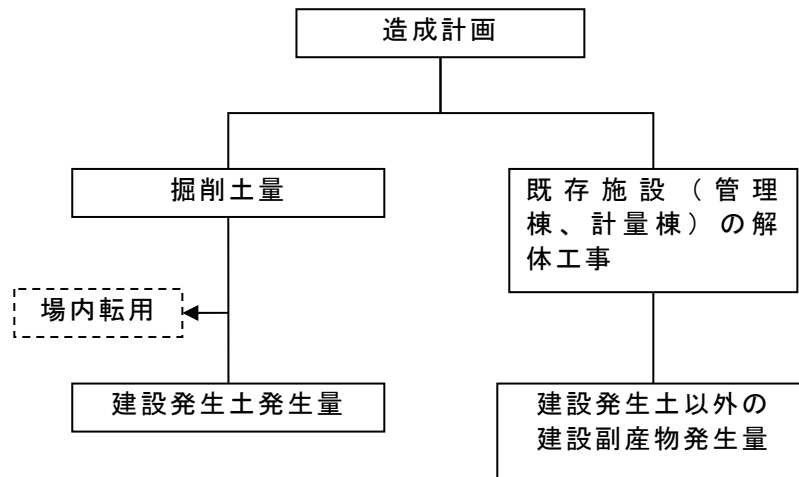 造成計画
掘削土量
既存施設（管理
棟、計量棟）の解
体工事
場内転用
建設発生土発生量
建設発生土以外の
建設副産物発生量